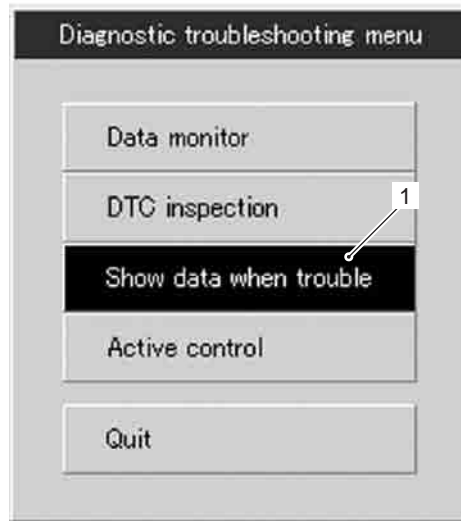 Diagnostic troubleshooting menu
Data monitor
DTC inspection
1
Show data when trouble
Active control
Quit